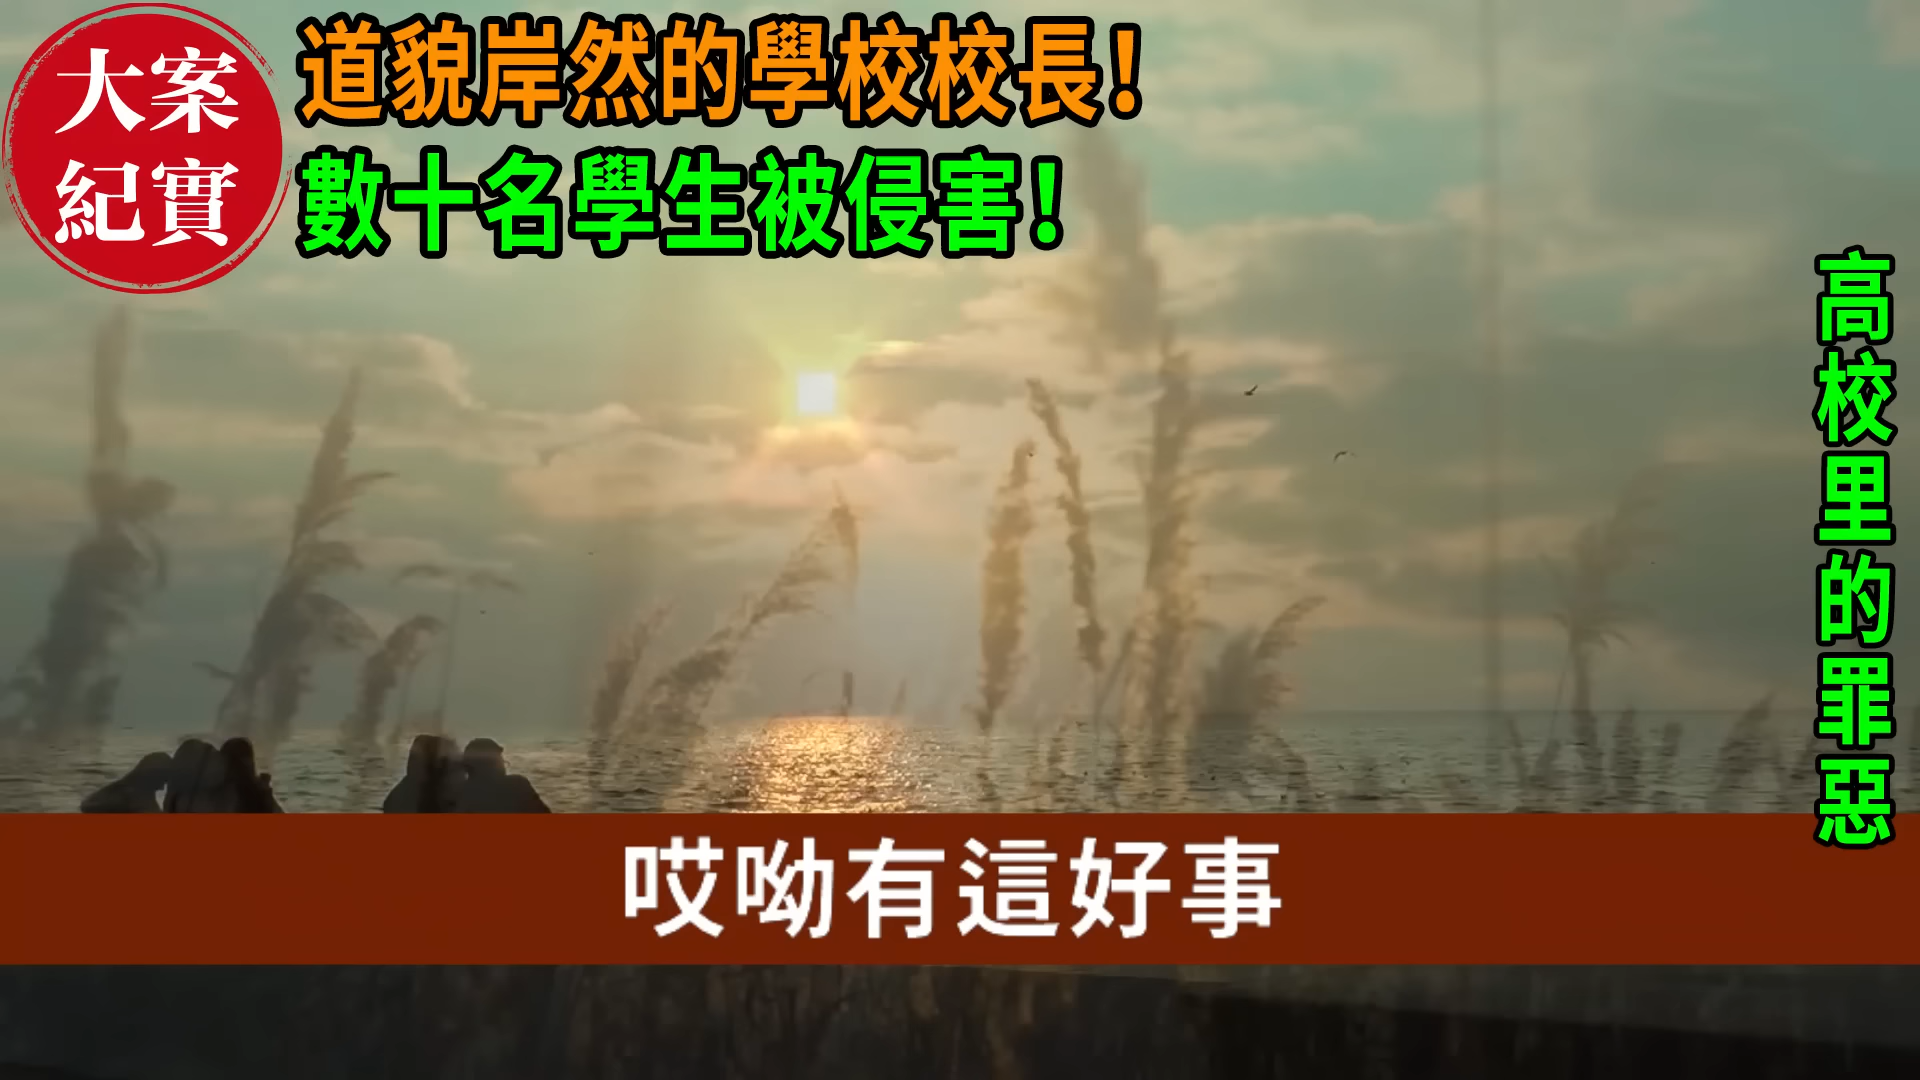 大案
紀實
道貌岸然的學校校長！
數十名學生被侵害！
高校里的罪惡
哎呦有這好事